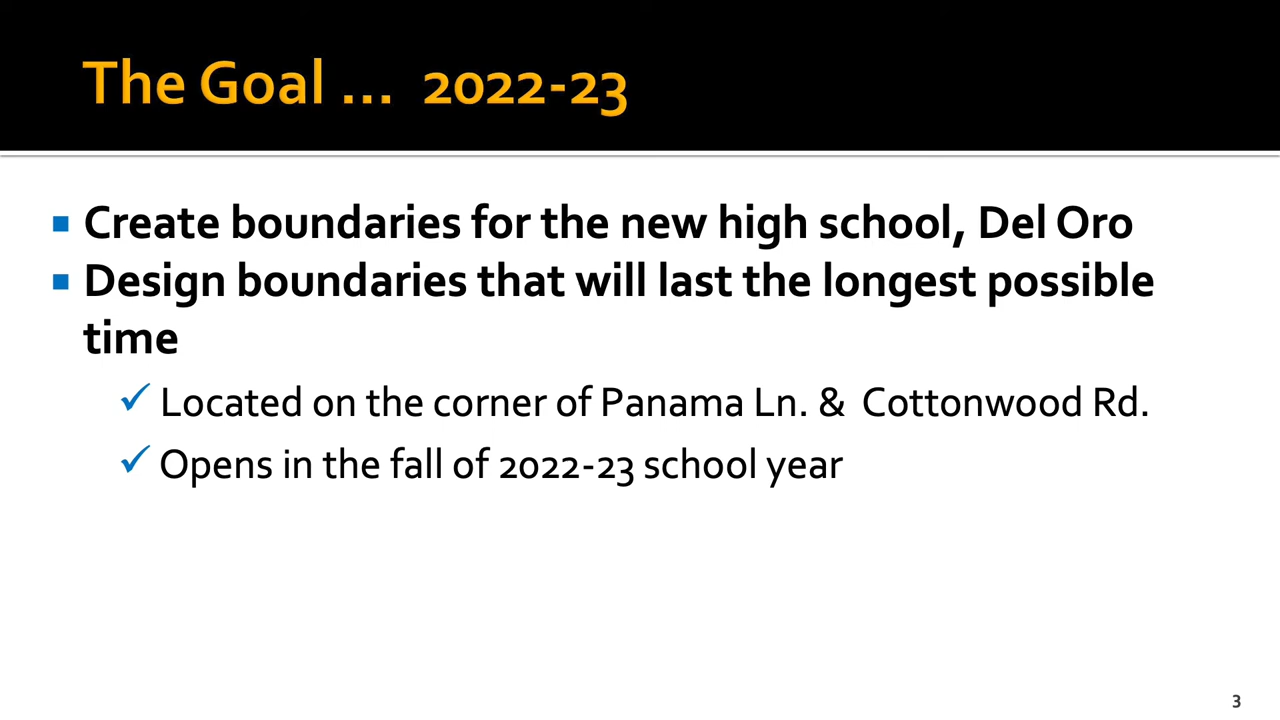 The Goal ... 2022-23
Create boundaries for the new high school, Del Oro
Design boundaries that will last the longest possible
time
Located on the corner of Panama Ln. & Cottonwood Rd.
Opens in the fall of 2022-23 school year
3